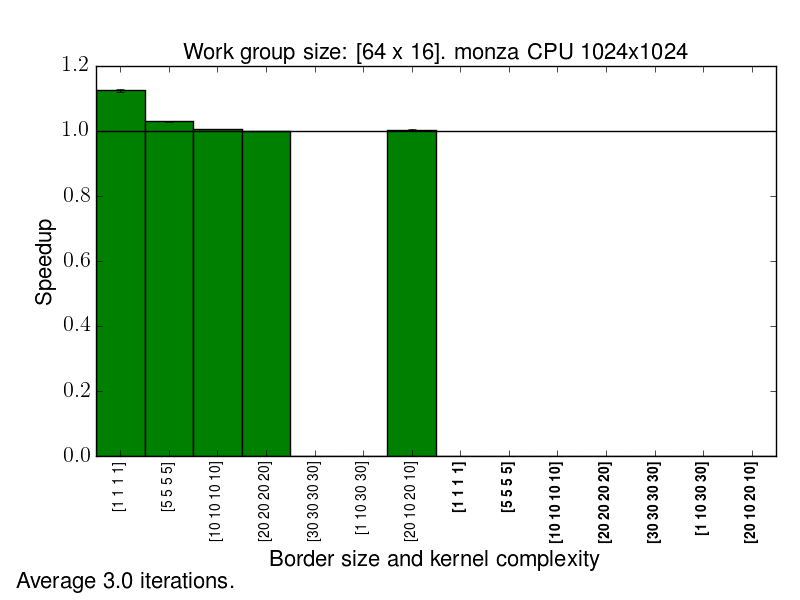 Work group size: [64 x 16]. monza CPU 1024x1024
1.2
1.0
0.8
0.6
0.4
0.2
0.0
Speedup
[1 1 1 1]
[5 5 5 5]
[10 10 10 10]
[20 20 20 20]
[30 30 30 30]
[1 10 30 30]
[20 10 20 10]
[1 1 1 1]
[5 5 5 5]
[10 10 10 10]
[20 20 20 20]
[30 30 30 30]
[1 10 30 30]
[20 10 20 10]
Border size and kernel complexity
Average 3.0 iterations.